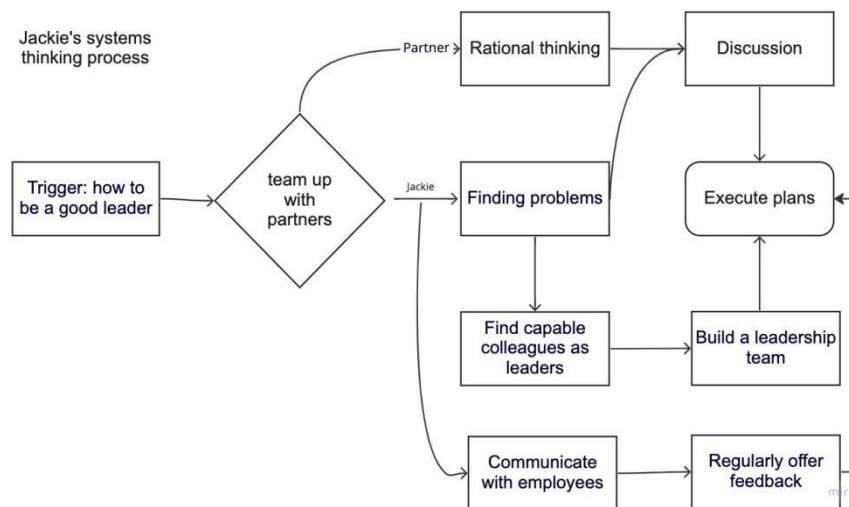 Jackie's systems
thinking process
Partner
Rational thinking
Discussion
Trigger: how to
be a good leader
team up
with
partners
Jackie
Finding problems
Execute plans
Find capable
colleagues as
leaders
Build a leadership
team
Communicate
with employees
Regularly offer
feedback